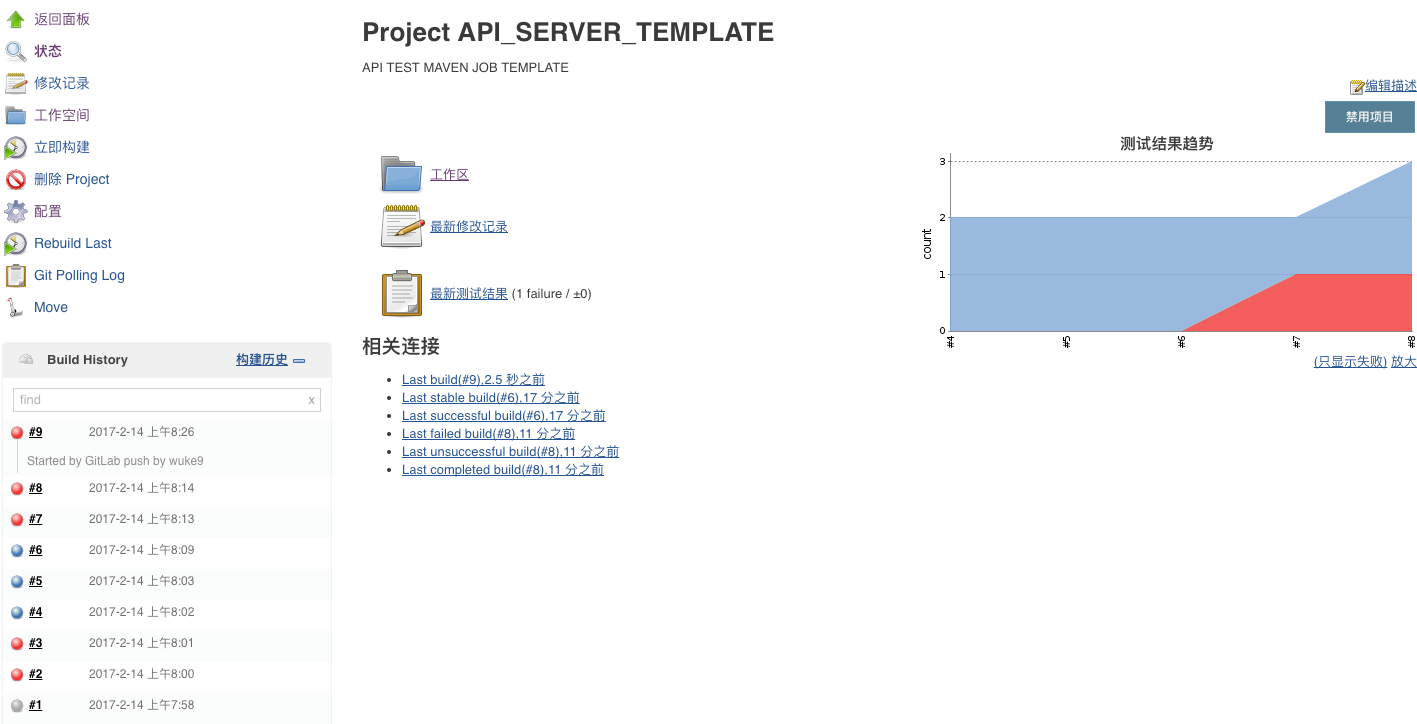 返回面板
状态
修改记录
工作空间
立即构建
删除 Project
配置
Rebuild Last
Git Polling Log
Move
Build History 构建历史
find x
#9 2017-2-14 上午8:26
Started by GitLab push by wuke9
#8 2017-2-14 上午8:14
#7 2017-2-14 上午8:13
#6 2017-2-14 上午8:09
#5 2017-2-14 上午8:03
#4 2017-2-14 上午8:02
#3 2017-2-14 上午8:01
#2 2017-2-14 上午8:00
#1 2017-2-14 上午7:58
Project API_SERVER_TEMPLATE
API TEST MAVEN JOB TEMPLATE
编辑描述
禁用项目
工作区
最新修改记录
最新测试结果 (1 failure / ±0)
相关连接
Last build(#9),2.5 秒之前
Last stable build(#6),17 分之前
Last successful build(#6),17 分之前
Last failed build(#8),11 分之前
Last unsuccessful build(#8),11 分之前
Last completed build(#8),11 分之前
测试结果趋势
3
2
1
0
count
#4 #5 #6 #7 #8
(只显示失败) 放大